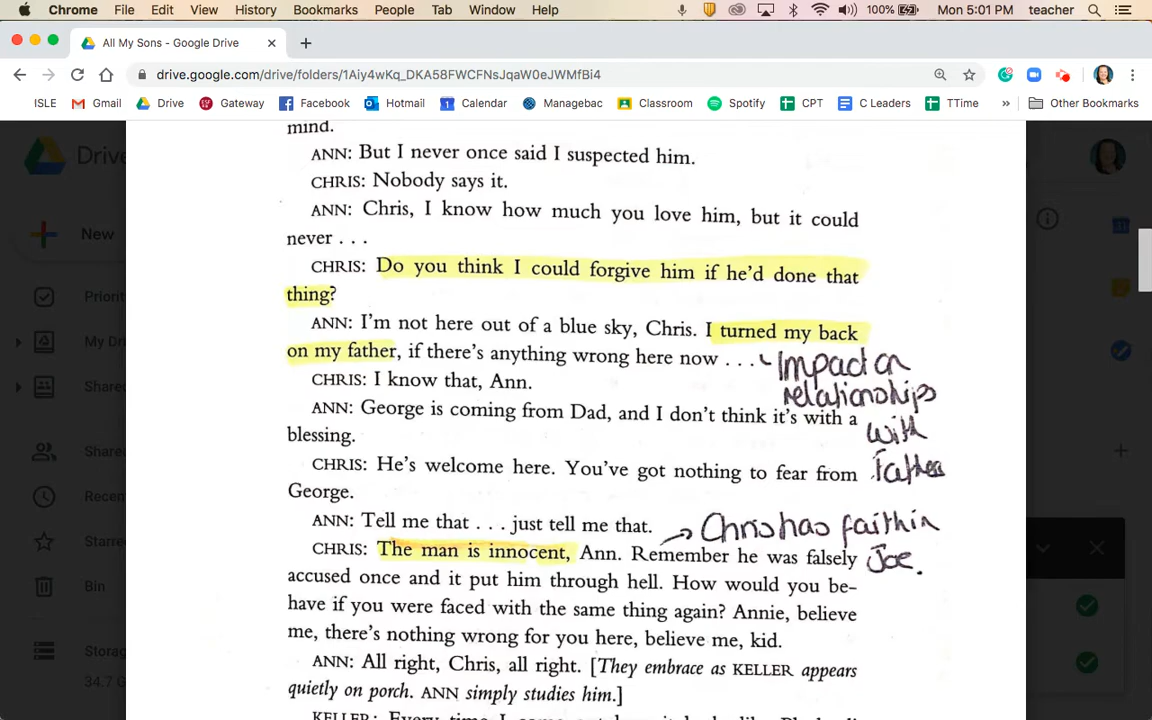 Chrome File Edit View History Bookmarks People Tab Window Help 100% Mon 5:01 PM teacher
All My Sons - Google Drive
drive.google.com/drive/folders/1Aiy4wKq_DKA58FWCFNsJqaW0eJWMfBi4
ISLE Gmail Drive Gateway Facebook Hotmail Calendar Managebac Classroom Spotify CPT C Leaders TTime » Other Bookmarks
Drive
New
Priorit
My Dri
Share
Share
Recen
Starre
Bin
Storag
34.7 G
mind.
ANN: But I never once said I suspected him.
CHRIS: Nobody says it.
ANN: Chris, I know how much you love him, but it could
never . . .
CHRIS: Do you think I could forgive him if he'd done that
thing?
ANN: I'm not here out of a blue sky, Chris. I turned my back
on my father, if there's anything wrong here now . . .
Impact on
relationships
with
Father
CHRIS: I know that, Ann.
ANN: George is coming from Dad, and I don't think it's with a
blessing.
CHRIS: He's welcome here. You've got nothing to fear from
George.
ANN: Tell me that . . . just tell me that.
Chris has faith in
Joe.
CHRIS: The man is innocent, Ann. Remember he was falsely
accused once and it put him through hell. How would you be-
have if you were faced with the same thing again? Annie, believe
me, there's nothing wrong for you here, believe me, kid.
ANN: All right, Chris, all right. [They embrace as KELLER appears
quietly on porch. ANN simply studies him.]